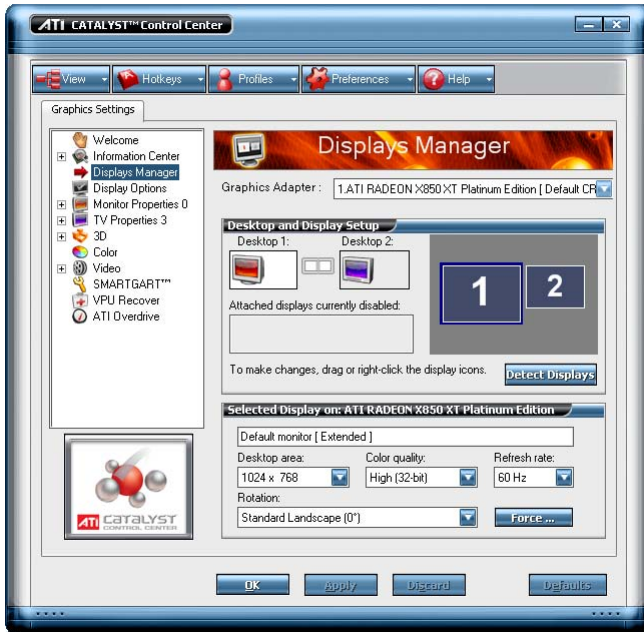 ATI CATALYST™ Control Center
View Hotkeys Profiles Preferences Help
Graphics Settings
Welcome
Information Center
Displays Manager
Display Options
Monitor Properties 0
TV Properties 3
3D
Color
Video
SMARTGART™
VPU Recover
ATI Overdrive
ATI CATALYST
CONTROL CENTER
Displays Manager
Graphics Adapter : 1.ATI RADEON X850 XT Platinum Edition [ Default CR
Desktop and Display Setup
Desktop 1: Desktop 2:
1 2
Attached displays currently disabled:
To make changes, drag or right-click the display icons. Detect Displays
Selected Display on: ATI RADEON X850 XT Platinum Edition
Default monitor [ Extended ]
Desktop area: Color quality: Refresh rate:
1024 x 768 High (32-bit) 60 Hz
Rotation:
Standard Landscape (0°) Force ...
OK Apply Discard Defaults